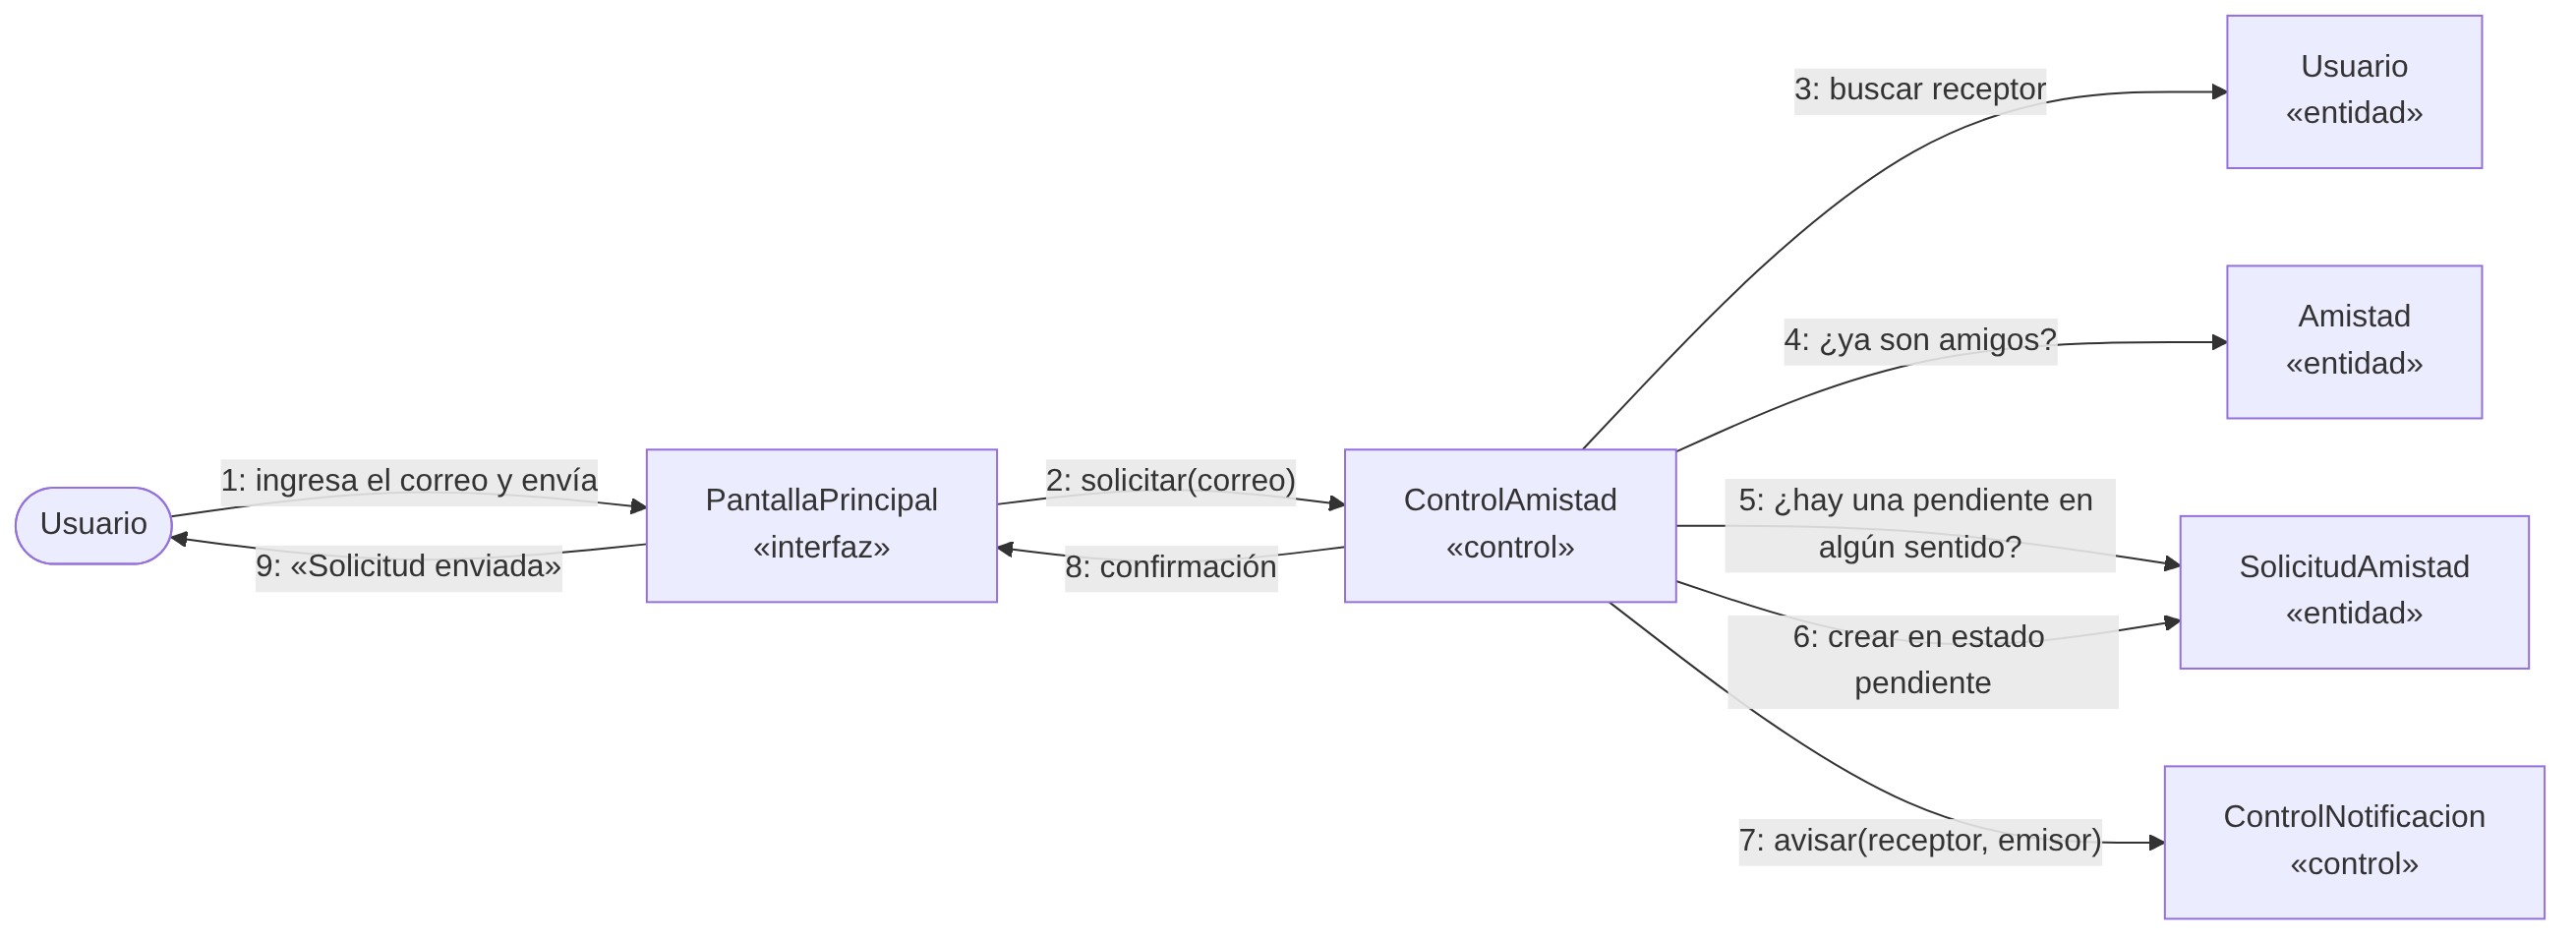 Usuario
1: ingresa el correo y envía
9: «Solicitud enviada»
PantallaPrincipal
«interfaz»
2: solicitar(correo)
8: confirmación
ControlAmistad
«control»
3: buscar receptor
4: ¿ya son amigos?
5: ¿hay una pendiente en
algún sentido?
6: crear en estado
pendiente
7: avisar(receptor, emisor)
Usuario
«entidad»
Amistad
«entidad»
SolicitudAmistad
«entidad»
ControlNotificacion
«control»